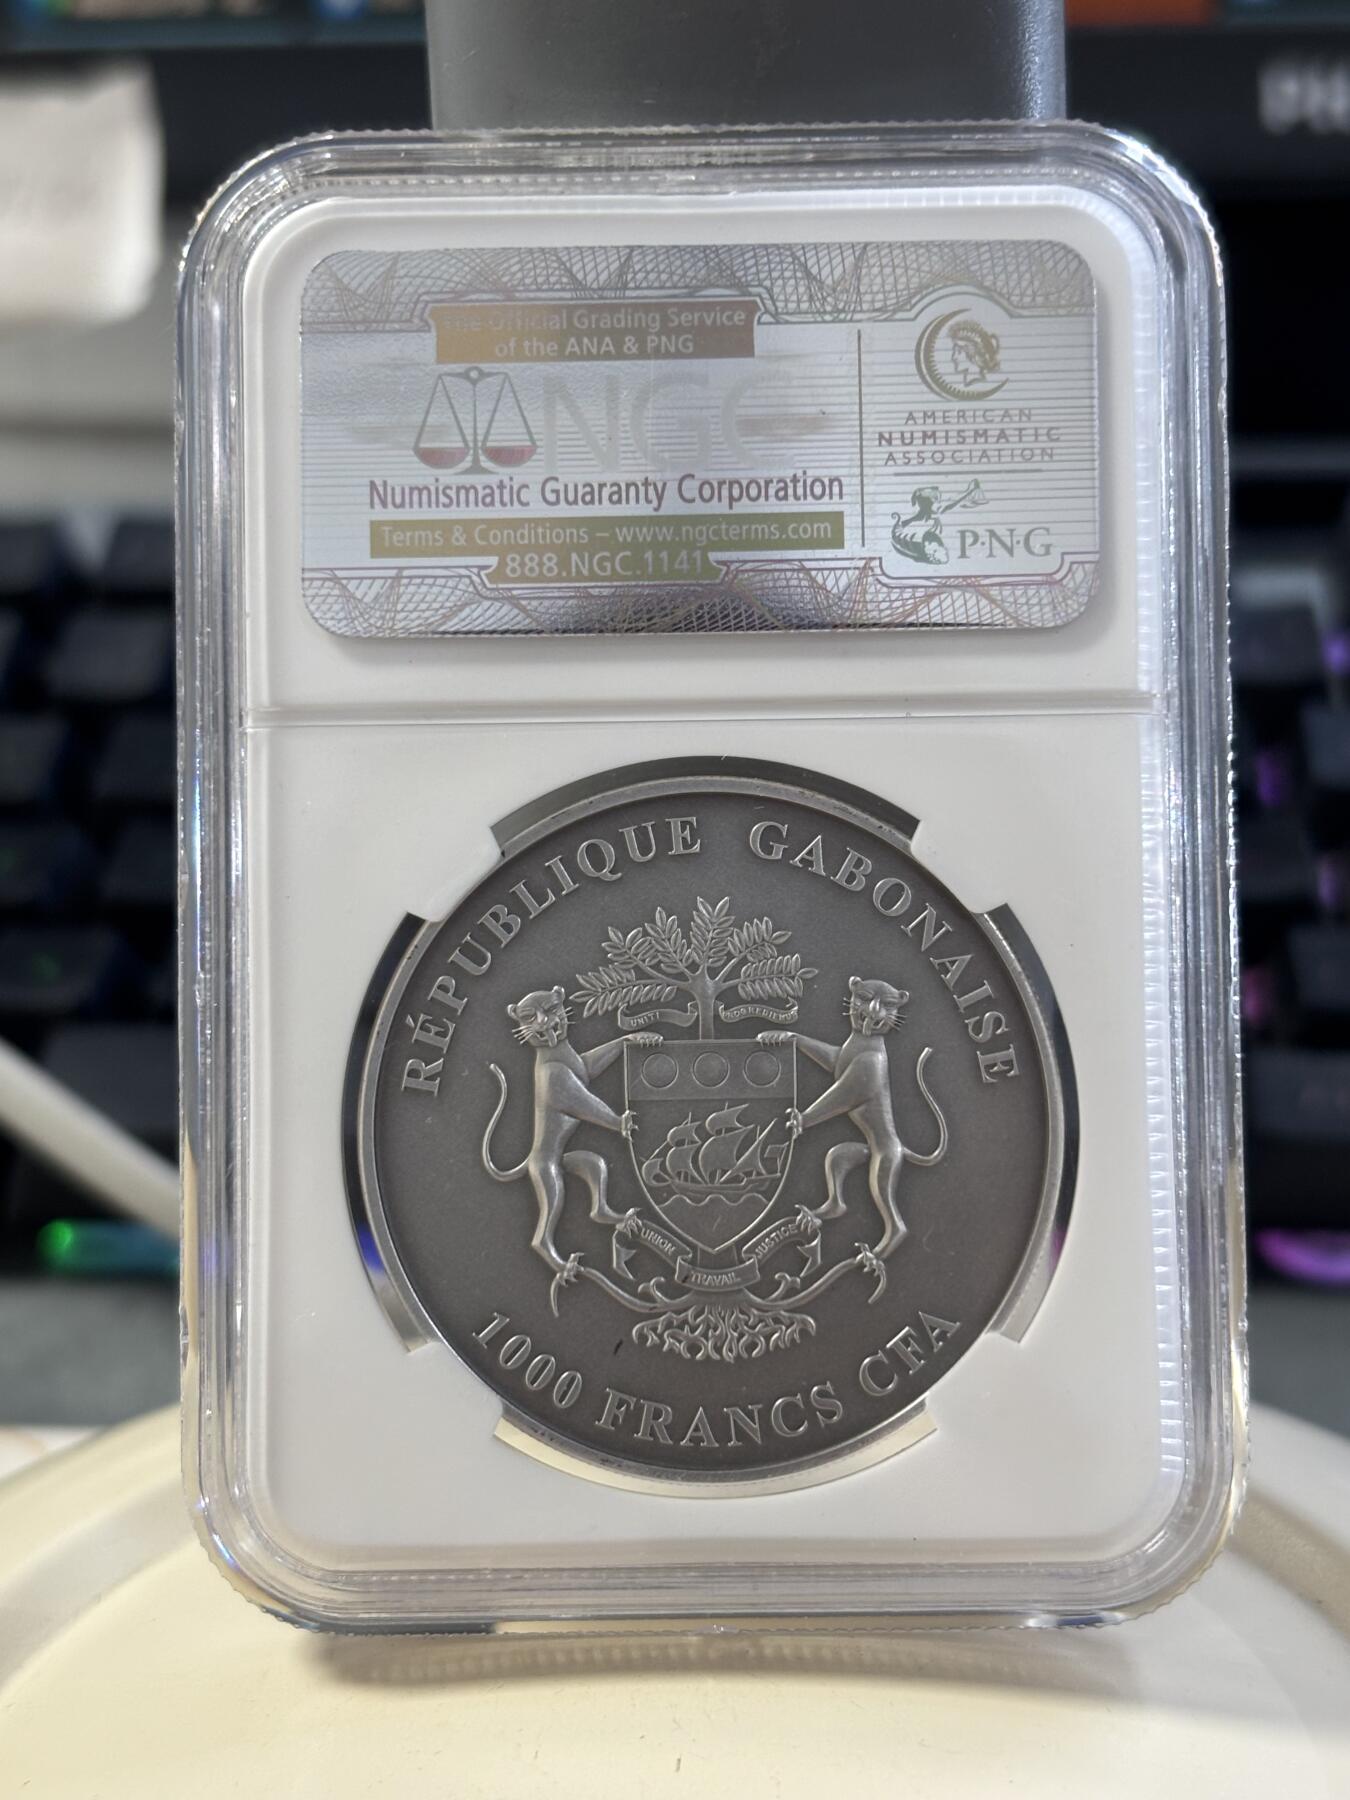 The Official Grading Service
of the ANA & PNG
NGC
Numismatic Guaranty Corporation
Terms & Conditions – www.ngcterms.com
888.NGC.1141
AMERICAN
NUMISMATIC
ASSOCIATION
P·N·G
RÉPUBLIQUE GABONAISE
UNITI PROGREDIEMUR
UNION TRAVAIL JUSTICE
1000 FRANCS CFA